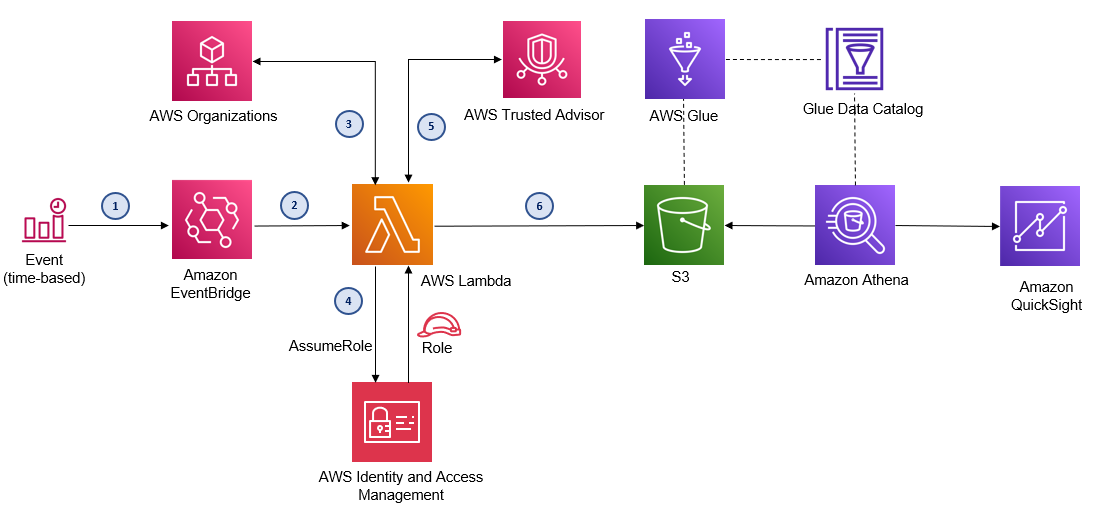 AWS Organizations
AWS Trusted Advisor
AWS Glue
Glue Data Catalog
3
5
1
2
6
Event
(time-based)
Amazon
EventBridge
AWS Lambda
S3
Amazon Athena
Amazon
QuickSight
4
AssumeRole
Role
AWS Identity and Access
Management